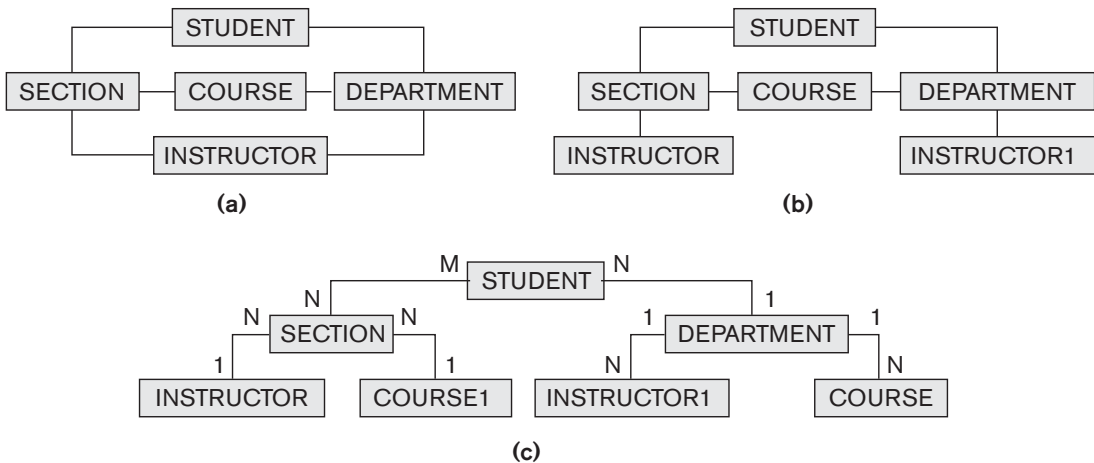 STUDENT
SECTION COURSE DEPARTMENT
INSTRUCTOR
(a)
STUDENT
SECTION COURSE DEPARTMENT
INSTRUCTOR INSTRUCTOR1
(b)
M STUDENT N
N 1
N SECTION N 1 DEPARTMENT 1
1 1 N N
INSTRUCTOR COURSE1 INSTRUCTOR1 COURSE
(c)